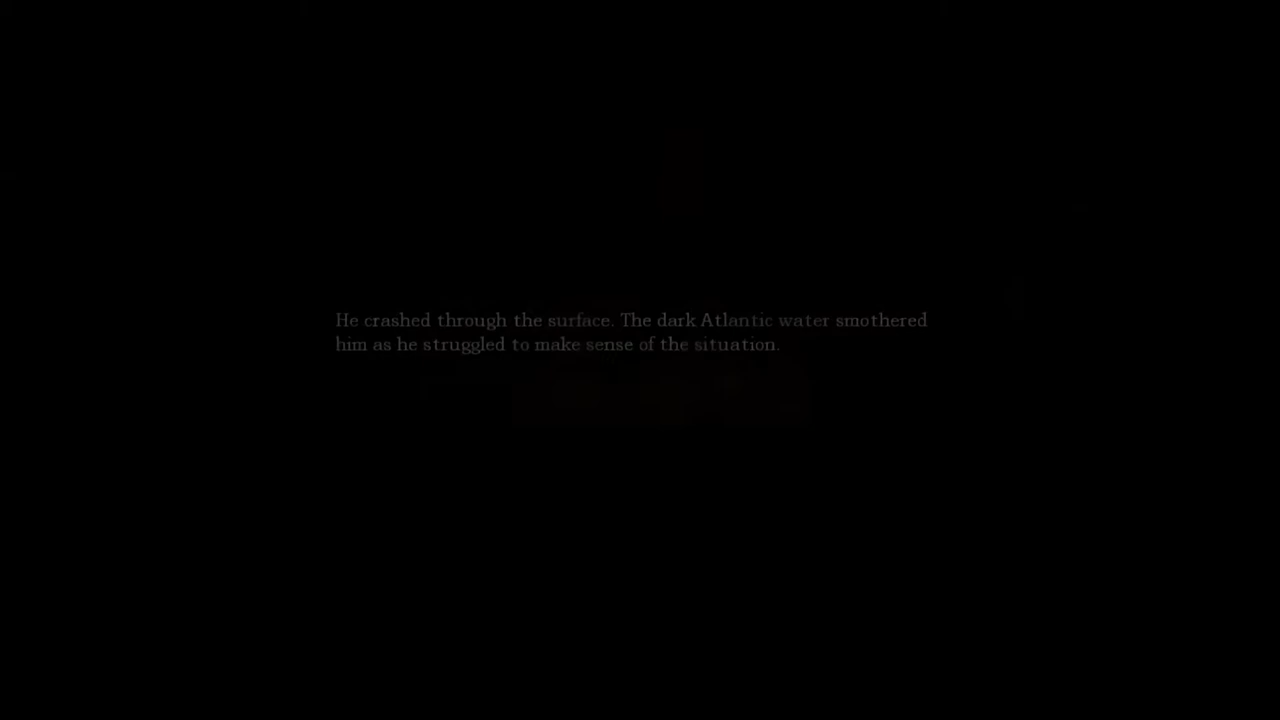 He crashed through the surface. The dark Atlantic water smothered
him as he struggled to make sense of the situation.